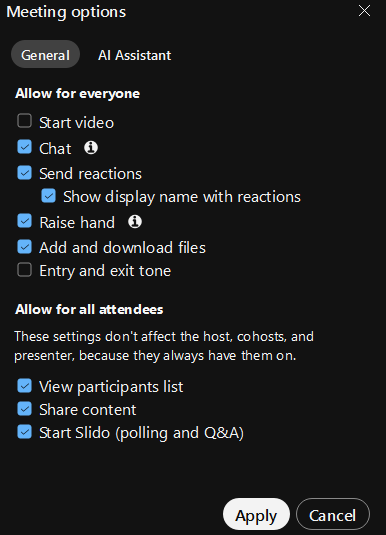 Meeting options
General AI Assistant
Allow for everyone
Start video
Chat
Send reactions
Show display name with reactions
Raise hand
Add and download files
Entry and exit tone
Allow for all attendees
These settings don't affect the host, cohosts, and
presenter, because they always have them on.
View participants list
Share content
Start Slido (polling and Q&A)
Apply Cancel